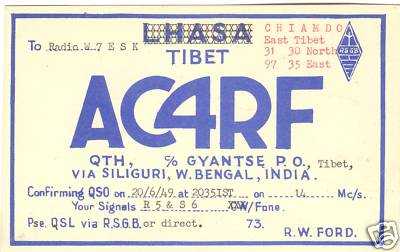 LHASA
CHIAMDO
To Radio W7ESK
East Tibet
31 30 North
97 35 East
TIBET
RSGB
AC4RF
QTH, % GYANTSE P.O., Tibet,
VIA SILIGURI, W. BENGAL, INDIA.
Confirming QSO on 20/6/49 at 2035IST on 14 Mc/s.
Your Signals R5 & S6 CW/Fone.
Pse. QSL via R.S.G.B. or direct. 73.
R.W. FORD.